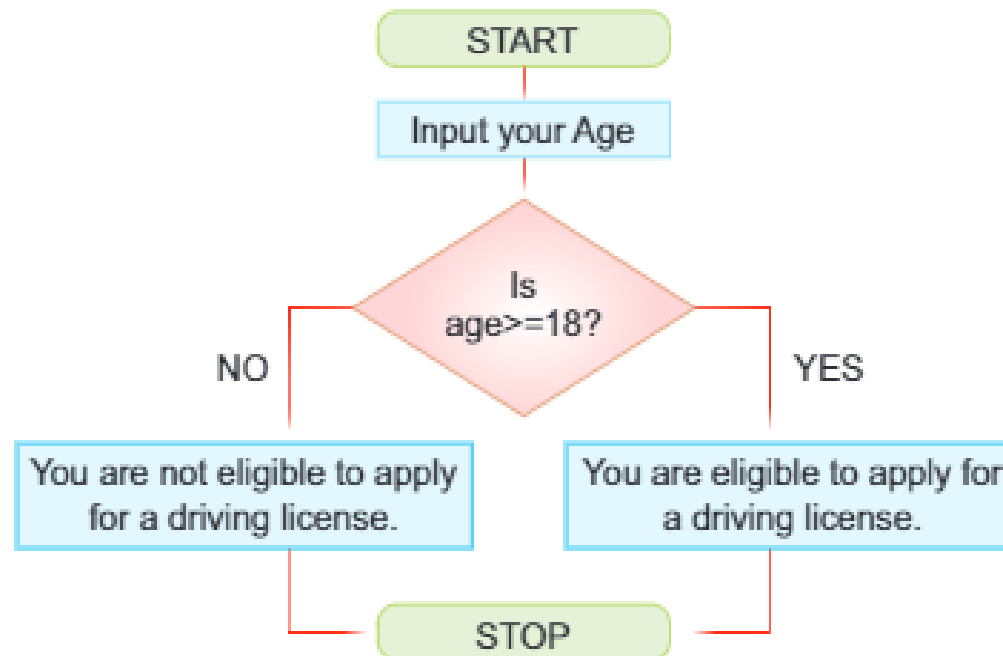 START
Input your Age
Is
age>=18?
NO
YES
You are not eligible to apply
for a driving license.
You are eligible to apply for
a driving license.
STOP